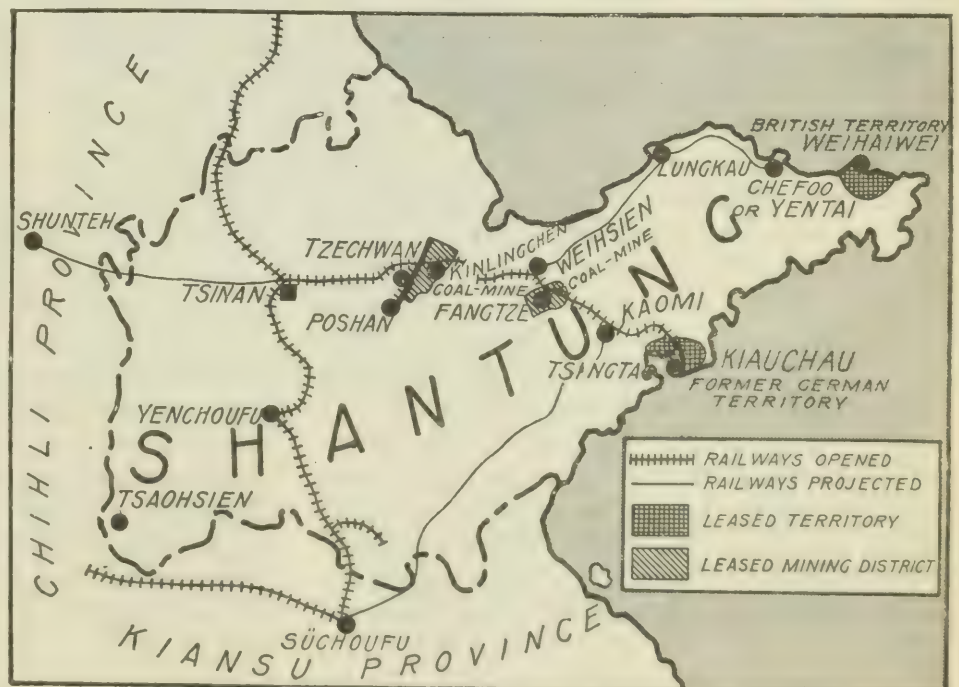 CHIHLI PROVINCE
BRITISH TERRITORY
WEIHAIWEI
LUNGKAU
CHEFOO
OR YENTAI
SHUNTEH
TZECHWAN
KINLINGCHEN
COAL-MINE
WEIHSIEN
COAL-MINE
TSINAN
POSHAN
FANGTZE
KAOMI
TSINGTA
KIAUCHAU
FORMER GERMAN
TERRITORY
YENCHOUFU
SHANTUNG
TSAOHSIEN
SÜCHOUFU
KIANSU PROVINCE
RAILWAYS OPENED
RAILWAYS PROJECTED
LEASED TERRITORY
LEASED MINING DISTRICT